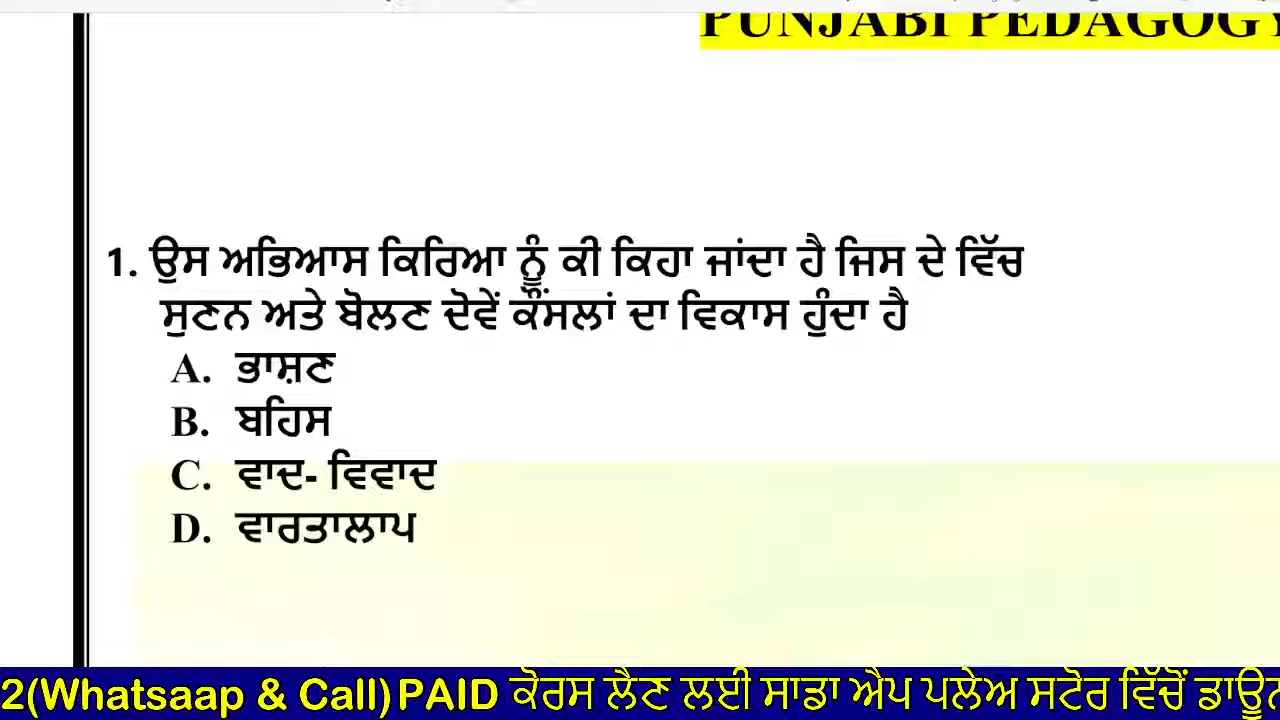 PUNJABI PEDAGOGY
1. ਉਸ ਅਭਿਆਸ ਕਿਰਿਆ ਨੂੰ ਕੀ ਕਿਹਾ ਜਾਂਦਾ ਹੈ ਜਿਸ ਦੇ ਵਿੱਚ
ਸੁਣਨ ਅਤੇ ਬੋਲਣ ਦੋਵੇਂ ਕੌਂਸਲਾਂ ਦਾ ਵਿਕਾਸ ਹੁੰਦਾ ਹੈ
A. ਭਾਸ਼ਣ
B. ਬਹਿਸ
C. ਵਾਦ- ਵਿਵਾਦ
D. ਵਾਰਤਾਲਾਪ
2(Whatsaap & Call) PAID ਕੋਰਸ ਲੈਣ ਲਈ ਸਾਡਾ ਐਪ ਪਲੇਅ ਸਟੋਰ ਵਿੱਚੋਂ